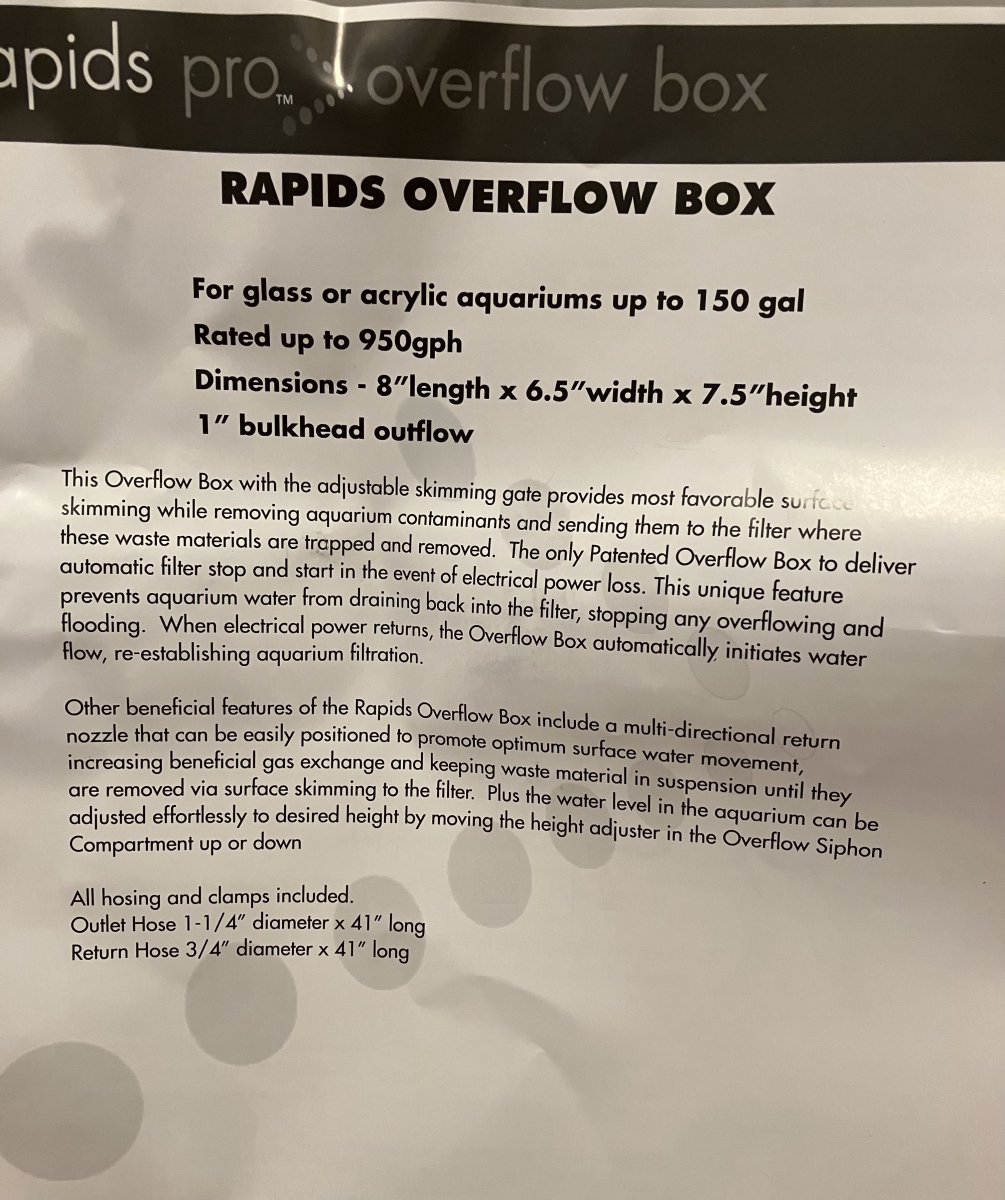 apids pro™ overflow box
RAPIDS OVERFLOW BOX
For glass or acrylic aquariums up to 150 gal
Rated up to 950gph
Dimensions - 8"length x 6.5"width x 7.5"height
1" bulkhead outflow
This Overflow Box with the adjustable skimming gate provides most favorable surface
skimming while removing aquarium contaminants and sending them to the filter where
these waste materials are trapped and removed. The only Patented Overflow Box to deliver
automatic filter stop and start in the event of electrical power loss. This unique feature
prevents aquarium water from draining back into the filter, stopping any overflowing and
flooding. When electrical power returns, the Overflow Box automatically initiates water
flow, re-establishing aquarium filtration.
Other beneficial features of the Rapids Overflow Box include a multi-directional return
nozzle that can be easily positioned to promote optimum surface water movement,
increasing beneficial gas exchange and keeping waste material in suspension until they
are removed via surface skimming to the filter. Plus the water level in the aquarium can be
adjusted effortlessly to desired height by moving the height adjuster in the Overflow Siphon
Compartment up or down
All hosing and clamps included.
Outlet Hose 1-1/4" diameter x 41" long
Return Hose 3/4" diameter x 41" long